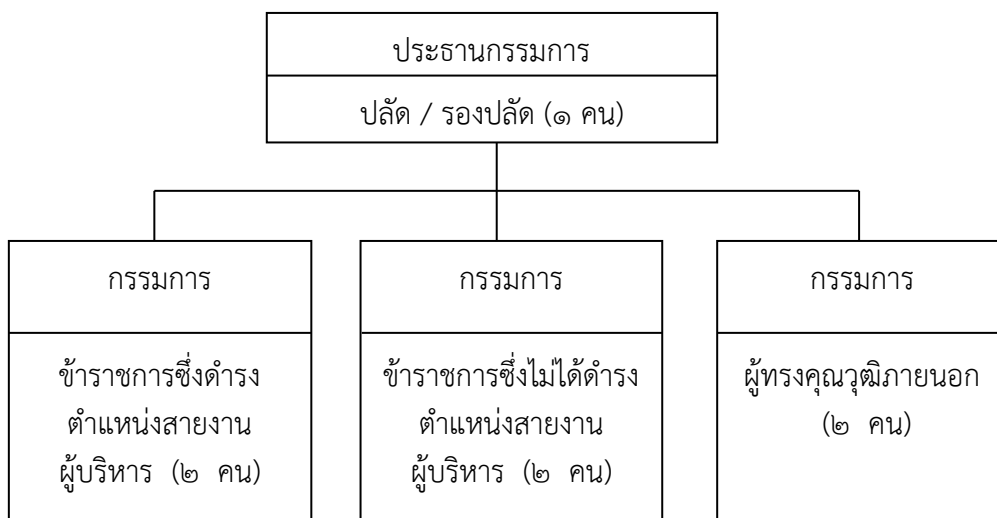 ประธานกรรมการ
ปลัด / รองปลัด (๑ คน)
กรรมการ
ข้าราชการซึ่งดำรง
ตำแหน่งสายงาน
ผู้บริหาร (๒ คน)
กรรมการ
ข้าราชการซึ่งไม่ได้ดำรง
ตำแหน่งสายงาน
ผู้บริหาร (๒ คน)
กรรมการ
ผู้ทรงคุณวุฒิภายนอก
(๒ คน)